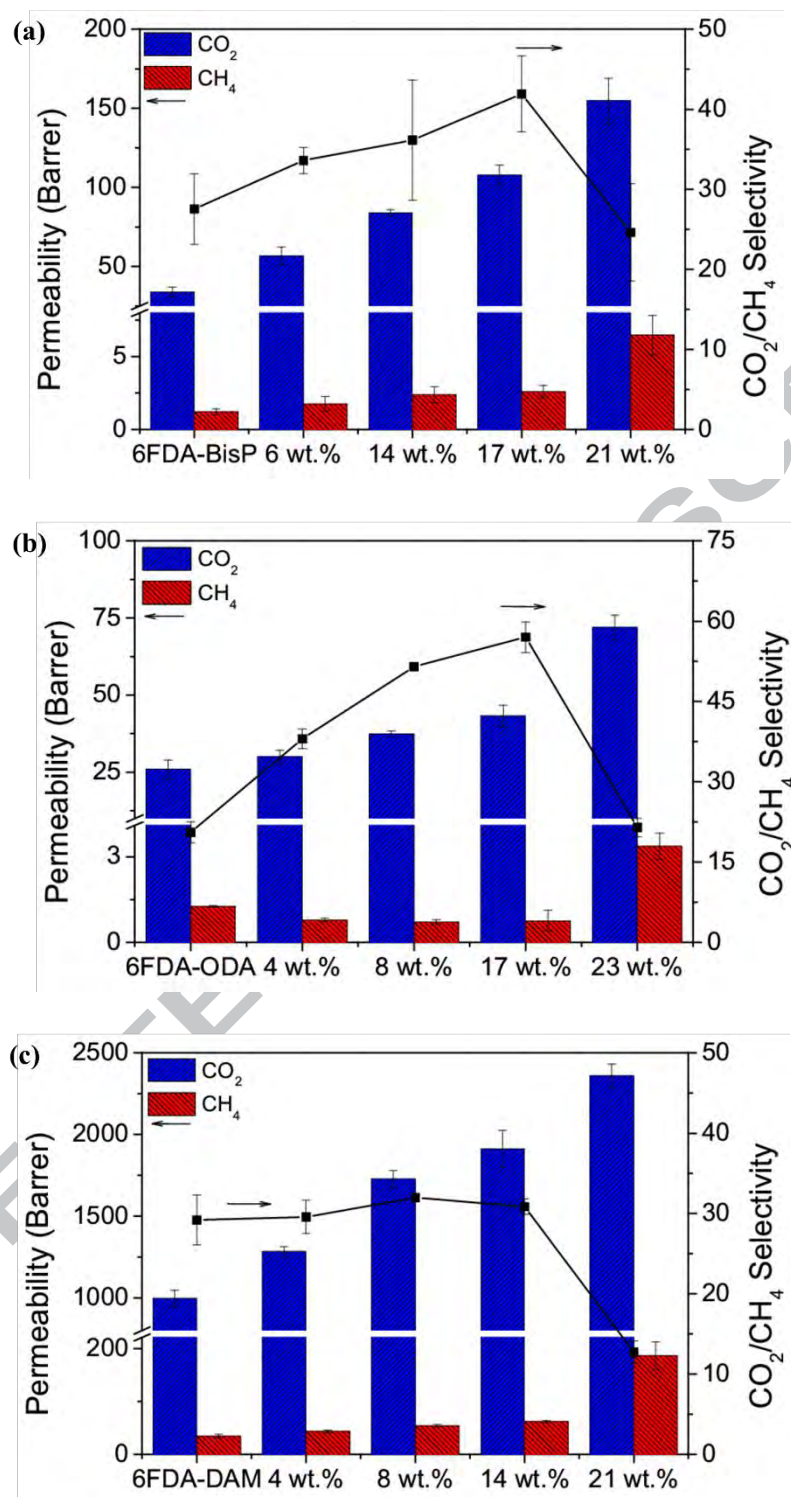 (a)
CO₂
CH₄
Permeability (Barrer)
200
150
100
50
5
0
50
40
30
20
10
0
CO₂/CH₄ Selectivity
6FDA-BisP 6 wt.% 14 wt.% 17 wt.% 21 wt.%
(b)
CO₂
CH₄
Permeability (Barrer)
100
75
50
25
3
0
75
60
45
30
15
0
CO₂/CH₄ Selectivity
6FDA-ODA 4 wt.% 8 wt.% 17 wt.% 23 wt.%
(c)
CO₂
CH₄
Permeability (Barrer)
2500
2000
1500
1000
200
0
50
40
30
20
10
0
CO₂/CH₄ Selectivity
6FDA-DAM 4 wt.% 8 wt.% 14 wt.% 21 wt.%